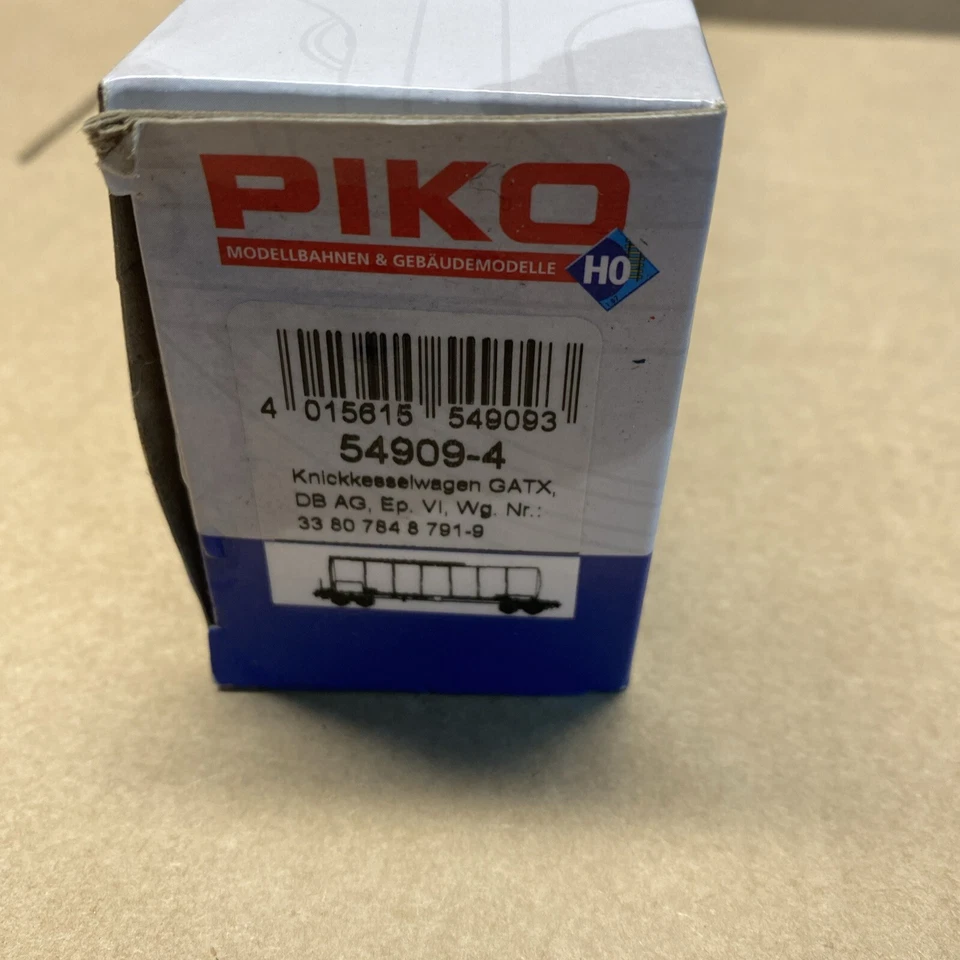 PIKO
MODELLBAHNEN & GEBÄUDEMODELLE
H0
4 015615 549093
54909-4
Knickkesselwagen GATX,
DB AG, Ep. VI, Wg. Nr.:
33 80 784 8 791-9